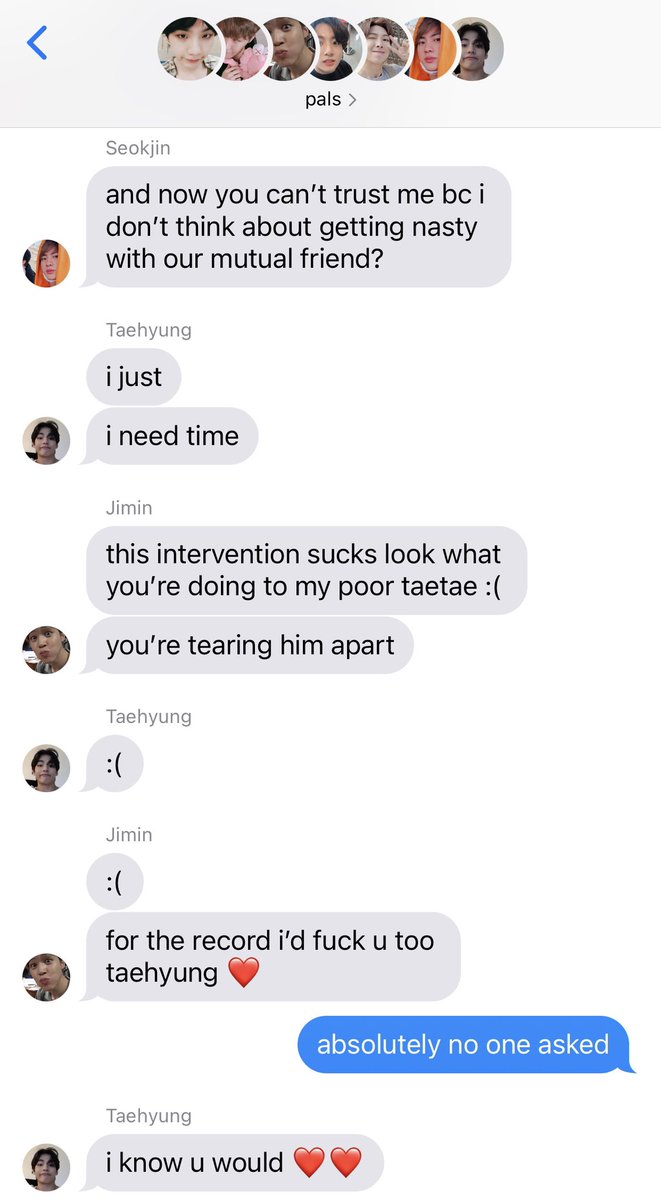 pals >
Seokjin
and now you can’t trust me bc i
don’t think about getting nasty
with our mutual friend?
Taehyung
i just
i need time
Jimin
this intervention sucks look what
you’re doing to my poor taetae :(
you’re tearing him apart
Taehyung
:(
Jimin
:(
for the record i’d fuck u too
taehyung ❤️
absolutely no one asked
Taehyung
i know u would ❤️❤️